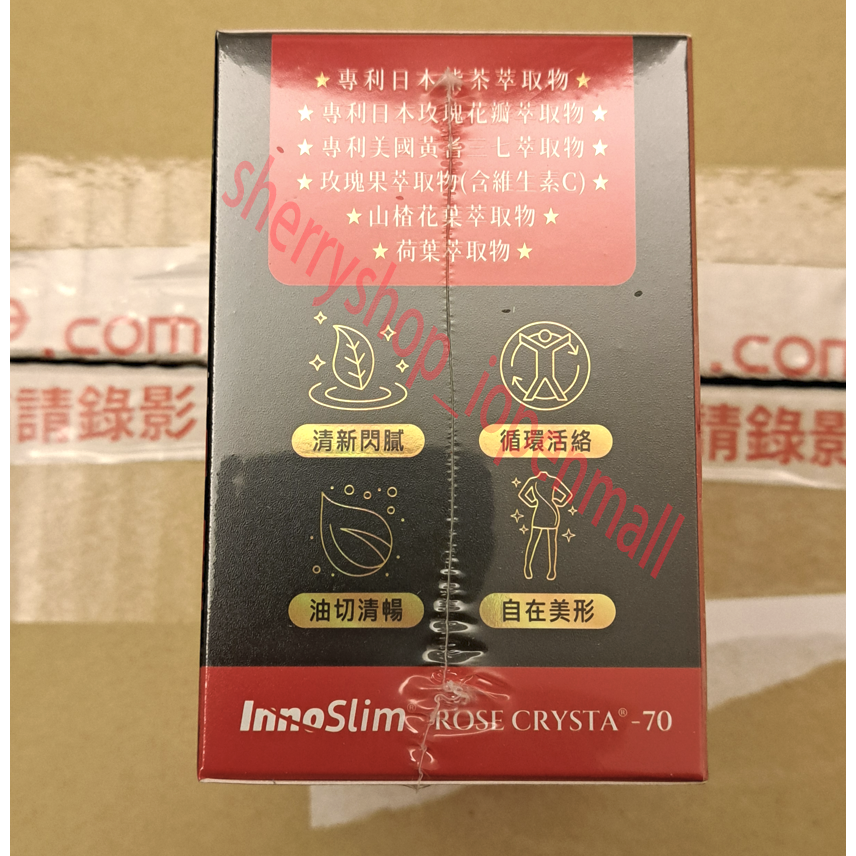 ★專利日本紫茶萃取物★
★專利日本玫瑰花瓣萃取物★
★專利美國黃耆三七萃取物★
★玫瑰果萃取物(含維生素C)★
★山楂花葉萃取物★
★荷葉萃取物★
sherryshop_iopenmall
.com
.com
請錄影
請錄影
清新閃膩
循環活絡
油切清暢
自在美形
InnoSlim® ROSE CRYSTA®-70